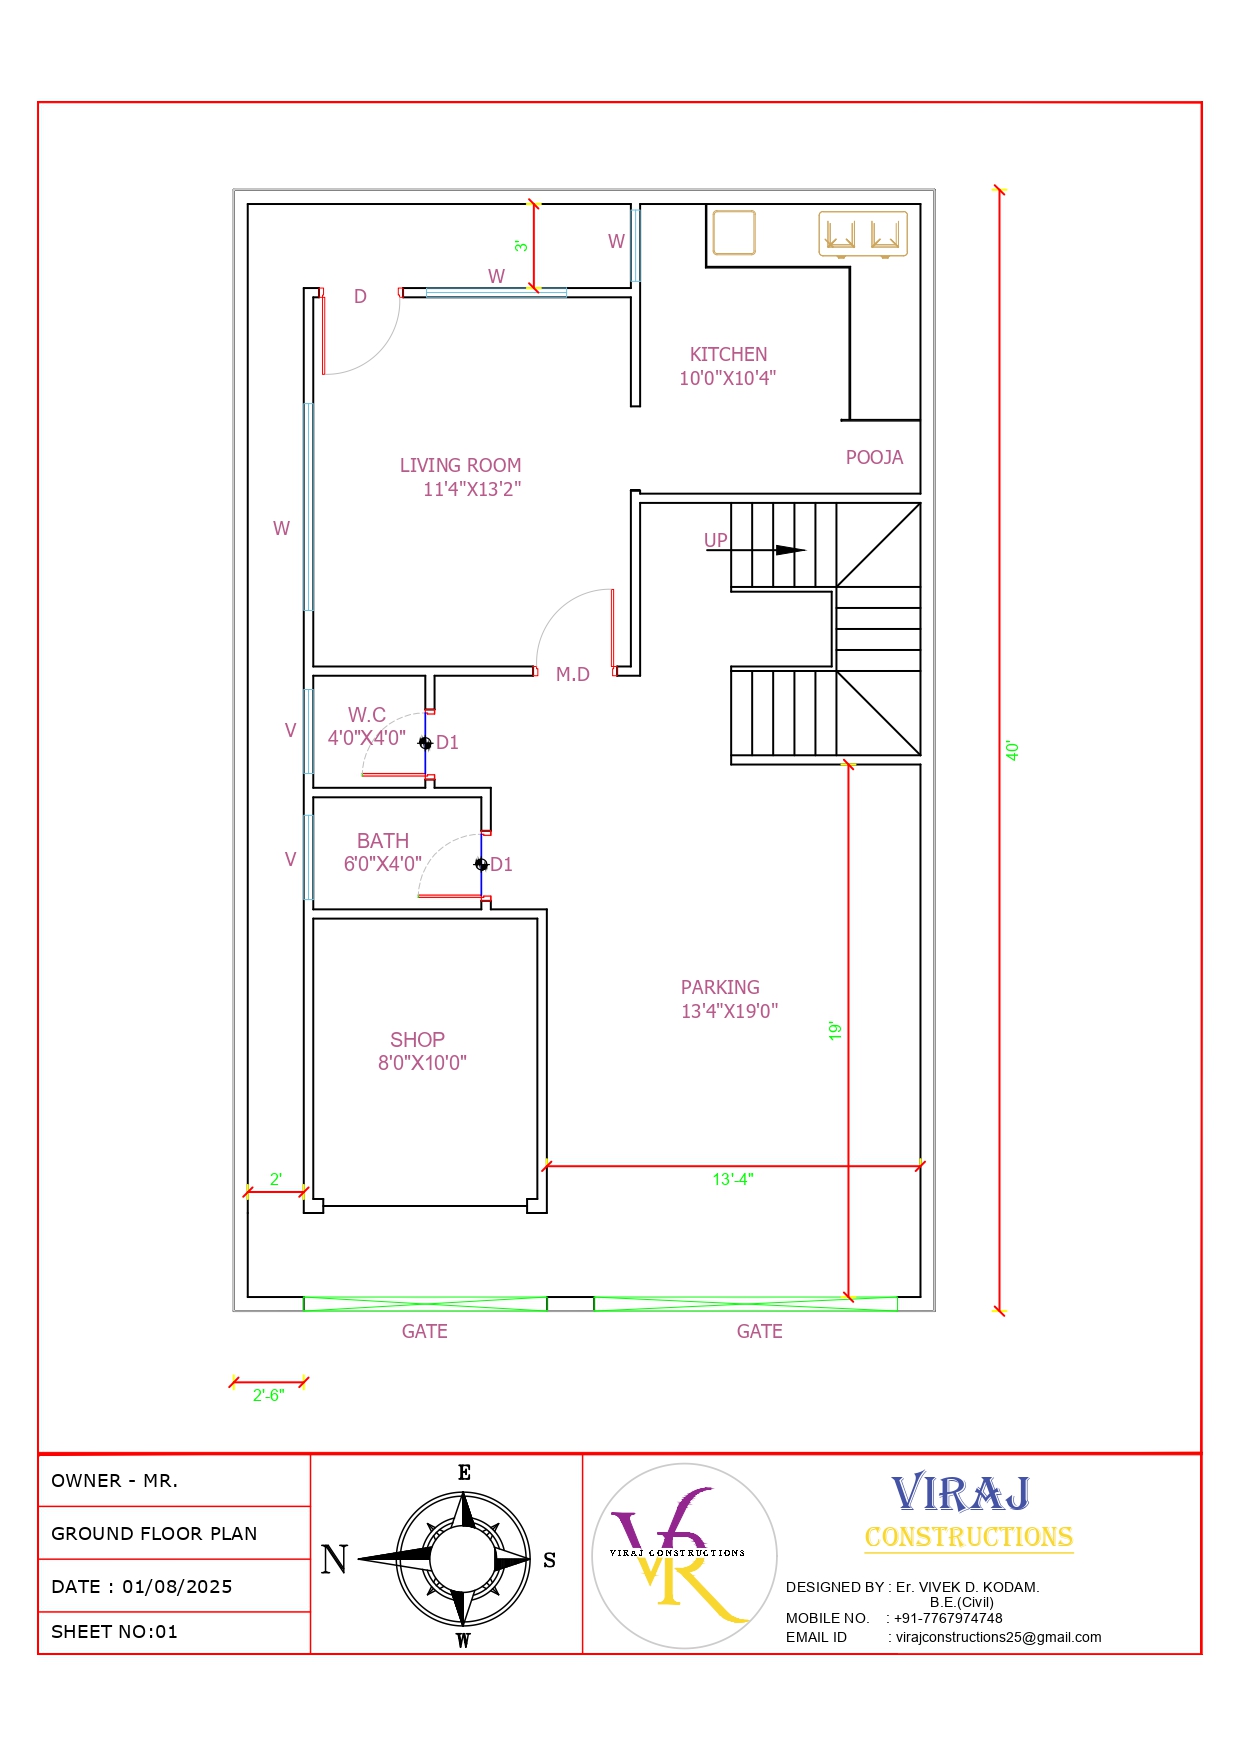 3'
W
W
D
KITCHEN
10'0"X10'4"
LIVING ROOM
11'4"X13'2"
POOJA
W
UP
M.D
W.C
4'0"X4'0"
V
D1
40'
BATH
6'0"X4'0"
V
D1
PARKING
13'4"X19'0"
19'
SHOP
8'0"X10'0"
2'
13'-4"
GATE
GATE
2'-6"
OWNER - MR.
GROUND FLOOR PLAN
DATE : 01/08/2025
SHEET NO:01
E
N
S
W
VR
VIRAJ CONSTRUCTIONS
VR
VIRAJ
CONSTRUCTIONS
DESIGNED BY : Er. VIVEK D. KODAM.
B.E.(Civil)
MOBILE NO. : +91-7767974748
EMAIL ID : virajconstructions25@gmail.com